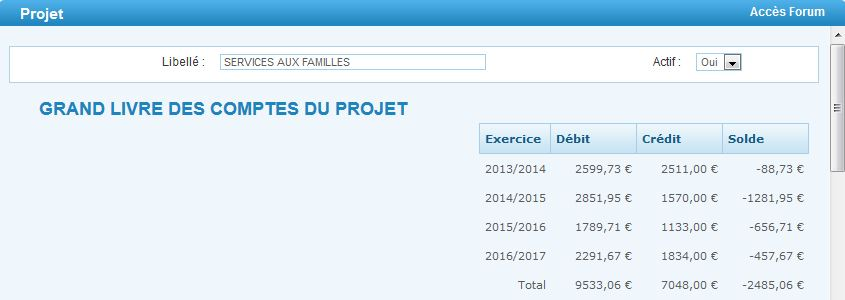 Projet Accès Forum
Libellé : SERVICES AUX FAMILLES Actif : Oui
GRAND LIVRE DES COMPTES DU PROJET
Exercice Débit Crédit Solde
2013/2014 2599,73 € 2511,00 € -88,73 €
2014/2015 2851,95 € 1570,00 € -1281,95 €
2015/2016 1789,71 € 1133,00 € -656,71 €
2016/2017 2291,67 € 1834,00 € -457,67 €
Total 9533,06 € 7048,00 € -2485,06 €